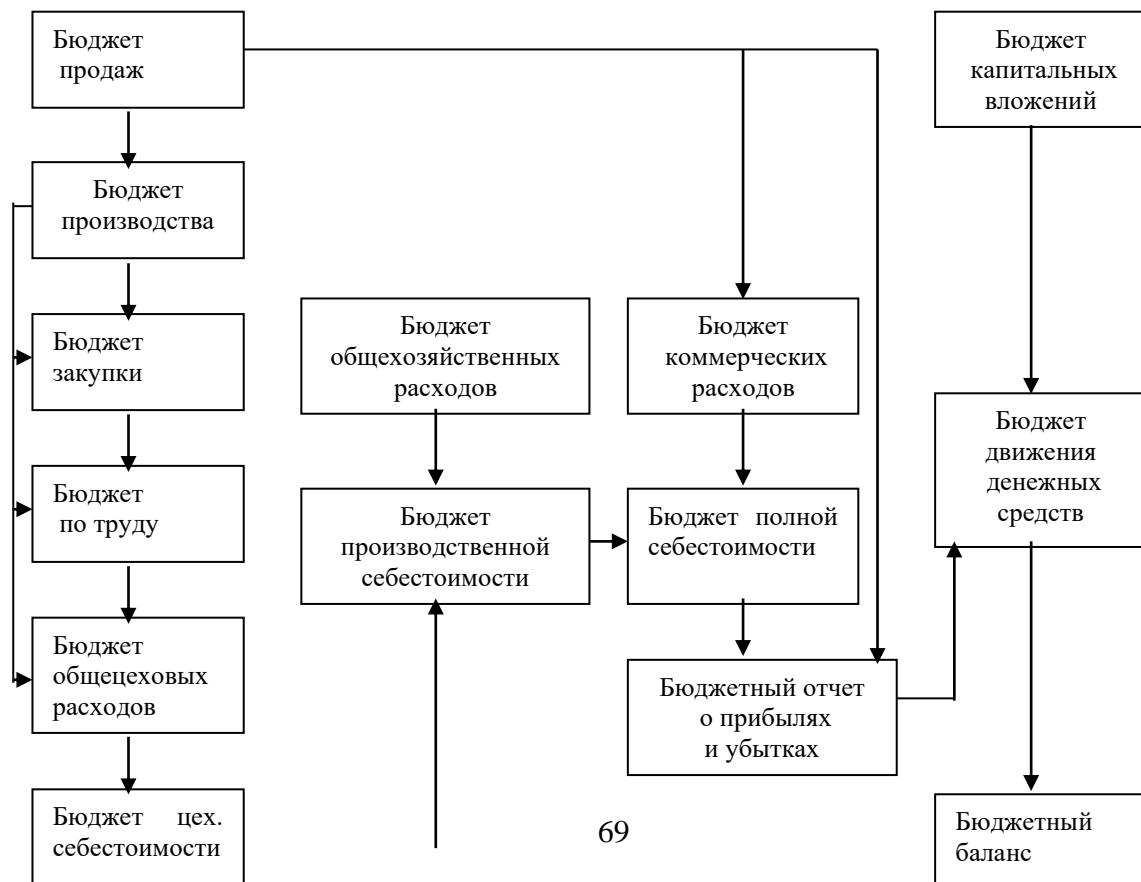 Бюджет
продаж
Бюджет
капитальных
вложений
Бюджет
производства
Бюджет
закупки
Бюджет
общехозяйственных
расходов
Бюджет
коммерческих
расходов
Бюджет
движения
денежных
средств
Бюджет
по труду
Бюджет
производственной
себестоимости
Бюджет полной
себестоимости
Бюджет
общецеховых
расходов
Бюджетный отчет
о прибылях
и убытках
Бюджет цех.
себестоимости
69
Бюджетный
баланс